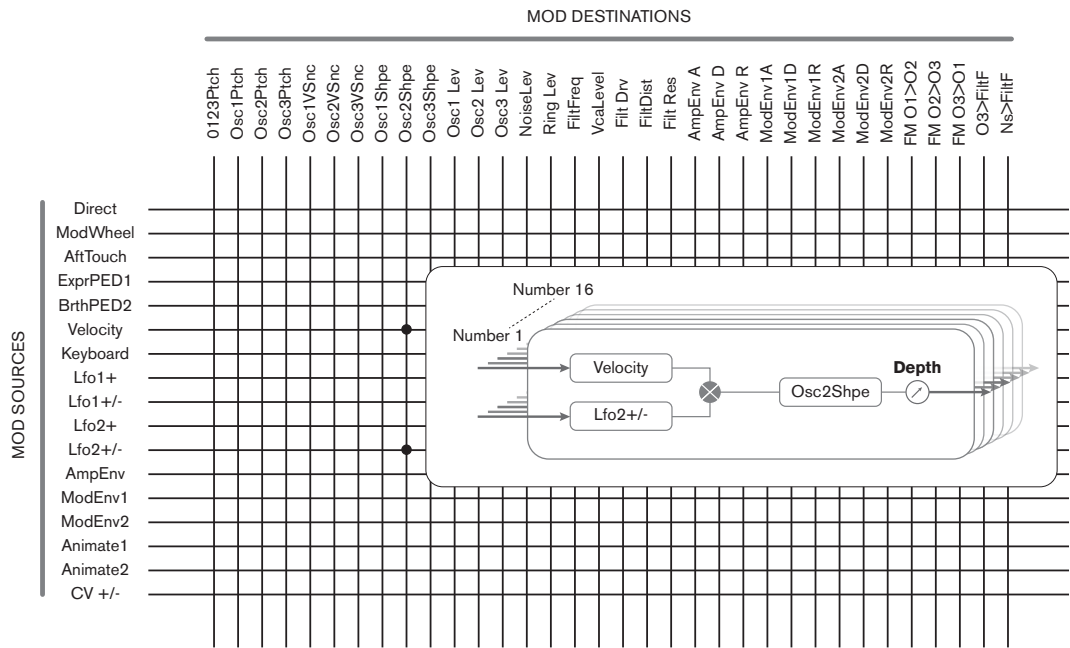 MOD DESTINATIONS
0123Ptch
Osc1Ptch
Osc2Ptch
Osc3Ptch
Osc1VSnc
Osc2VSnc
Osc3VSnc
Osc1Shpe
Osc2Shpe
Osc3Shpe
Osc1 Lev
Osc2 Lev
Osc3 Lev
NoiseLev
Ring Lev
FiltFreq
VcaLevel
Filt Drv
FiltDist
Filt Res
AmpEnv A
AmpEnv D
AmpEnv R
ModEnv1A
ModEnv1D
ModEnv1R
ModEnv2A
ModEnv2D
ModEnv2R
FM O1>O2
FM O2>O3
FM O3>O1
O3>FiltF
Ns>FiltF
MOD SOURCES
Direct
ModWheel
AftTouch
ExprPED1
BrthPED2
Velocity
Keyboard
Lfo1+
Lfo1+/-
Lfo2+
Lfo2+/-
AmpEnv
ModEnv1
ModEnv2
Animate1
Animate2
CV +/-
Number 16
Number 1
Velocity
Lfo2+/-
Osc2Shpe
Depth